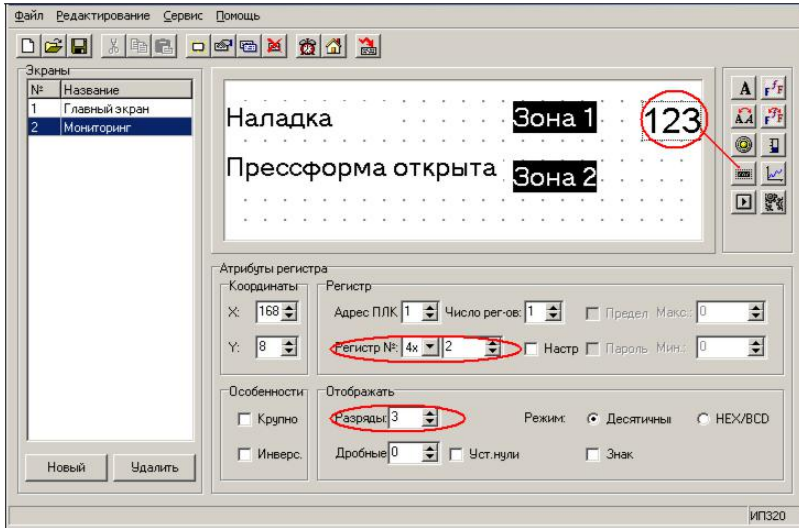 Файл Редактирование Сервис Помощь
Экраны
№ Название
1 Главный экран
2 Мониторинг
Наладка Зона 1 123
Прессформа открыта Зона 2
Атрибуты регистра
Координаты Регистр
X: 168 Адрес ПЛК 1 Число рег-ов: 1 Предел Макс.: 0
Y: 8 Регистр №: 4x 2 Настр Пароль Мин.: 0
Особенности Отображать
Крупно Разряды: 3 Режим: Десятичны HEX/BCD
Инверс. Дробные 0 Уст.нули Знак
Новый Удалить
ИП320